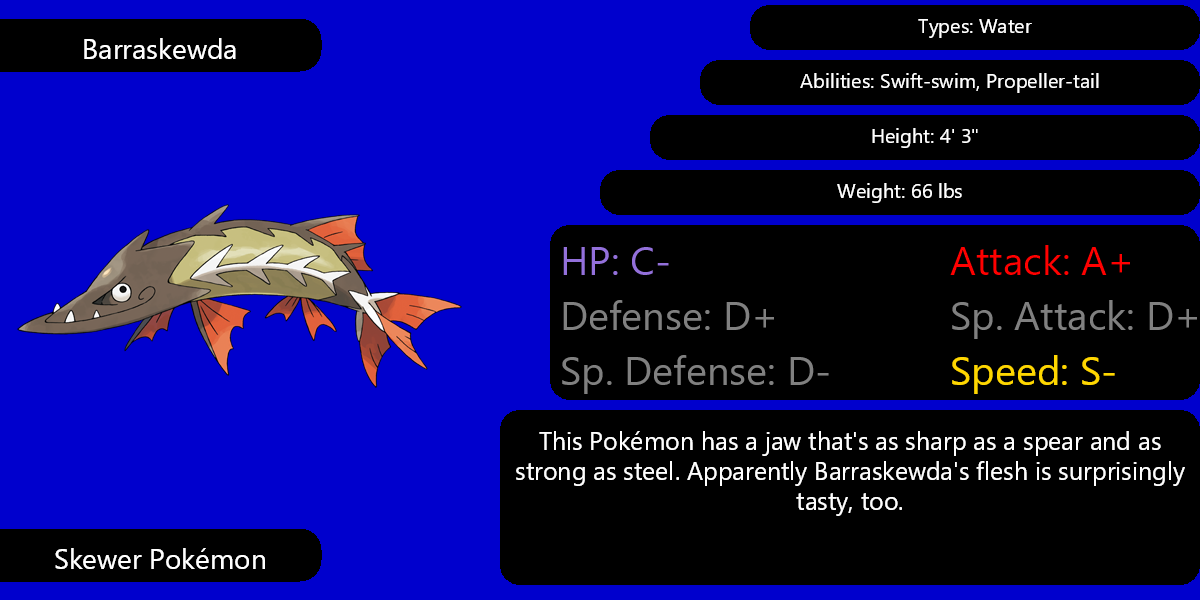 Barraskewda
Types: Water
Abilities: Swift-swim, Propeller-tail
Height: 4' 3"
Weight: 66 lbs
HP: C-
Attack: A+
Defense: D+
Sp. Attack: D+
Sp. Defense: D-
Speed: S-
This Pokémon has a jaw that's as sharp as a spear and as
strong as steel. Apparently Barraskewda's flesh is surprisingly
tasty, too.
Skewer Pokémon